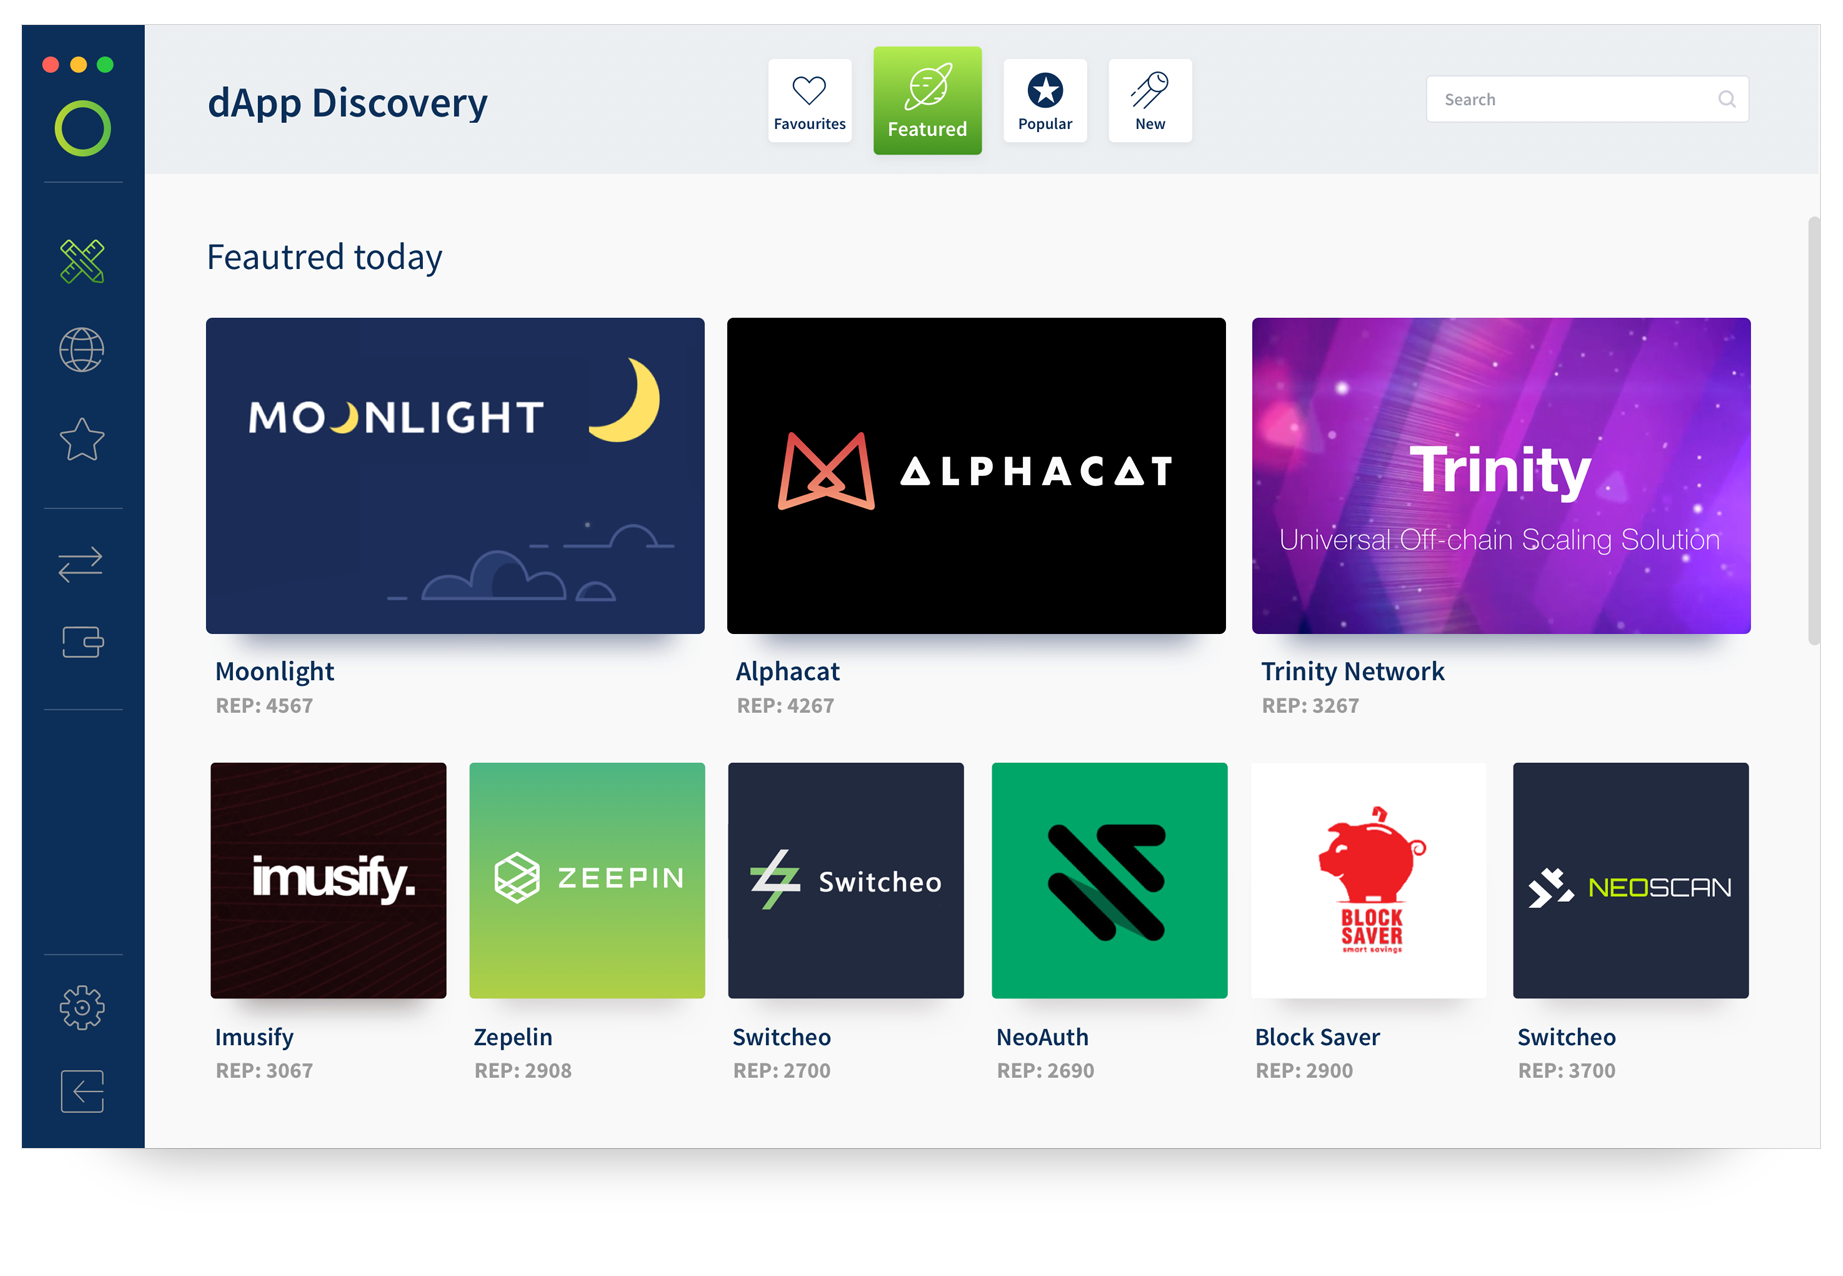 dApp Discovery
Favourites
Featured
Popular
New
Search
Feautred today
MOONLIGHT
ALPHACAT
Trinity
Universal Off-chain Scaling Solution
Moonlight
REP: 4567
Alphacat
REP: 4267
Trinity Network
REP: 3267
imusify.
ZEEPIN
Switcheo
BLOCK
SAVER
smart savings
NEOSCAN
Imusify
REP: 3067
Zepelin
REP: 2908
Switcheo
REP: 2700
NeoAuth
REP: 2690
Block Saver
REP: 2900
Switcheo
REP: 3700